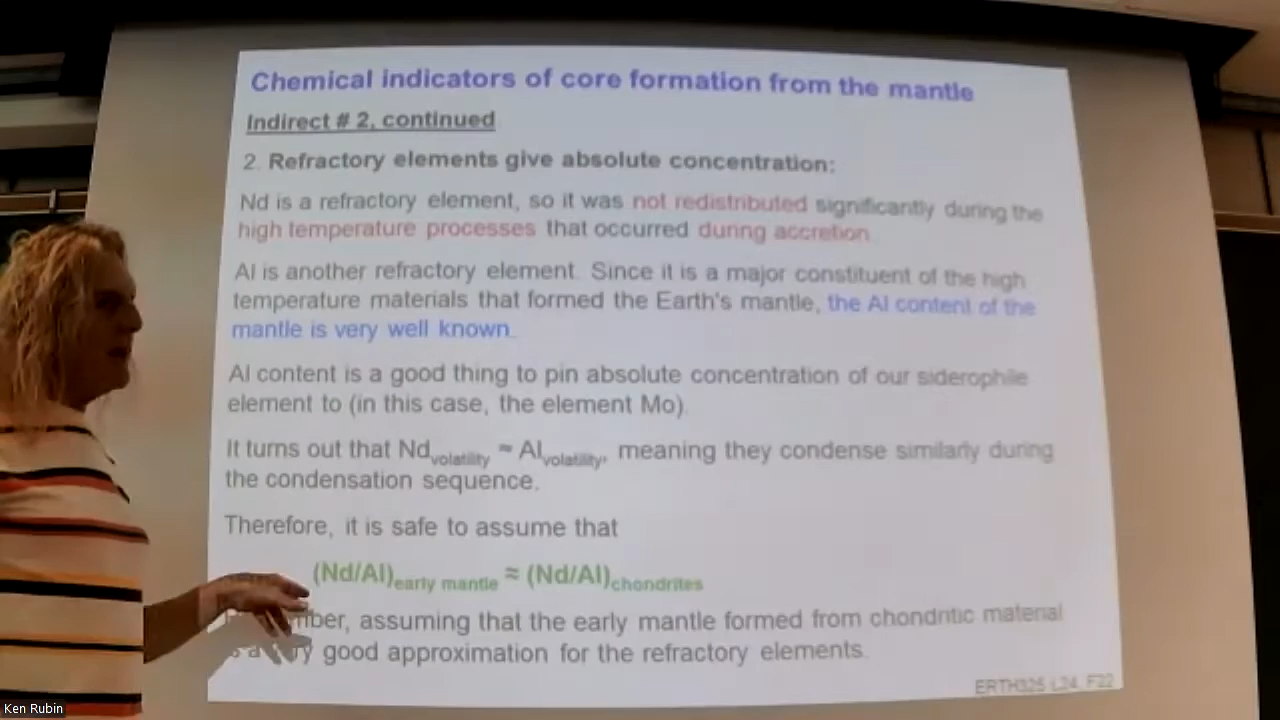 Chemical indicators of core formation from the mantle
Indirect # 2, continued
2. Refractory elements give absolute concentration:
Nd is a refractory element, so it was not redistributed significantly during the
high temperature processes that occurred during accretion.
Al is another refractory element. Since it is a major constituent of the high
temperature materials that formed the Earth's mantle, the Al content of the
mantle is very well known.
Al content is a good thing to pin absolute concentration of our siderophile
element to (in this case, the element Mo).
It turns out that Nd volatility ≈ Al volatility, meaning they condense similarly during
the condensation sequence.
Therefore, it is safe to assume that
(Nd/Al) early mantle ≈ (Nd/Al) chondrites
assuming that the early mantle formed from chondritic material
good approximation for the refractory elements.
ERTH325 L24, F22
Ken Rubin